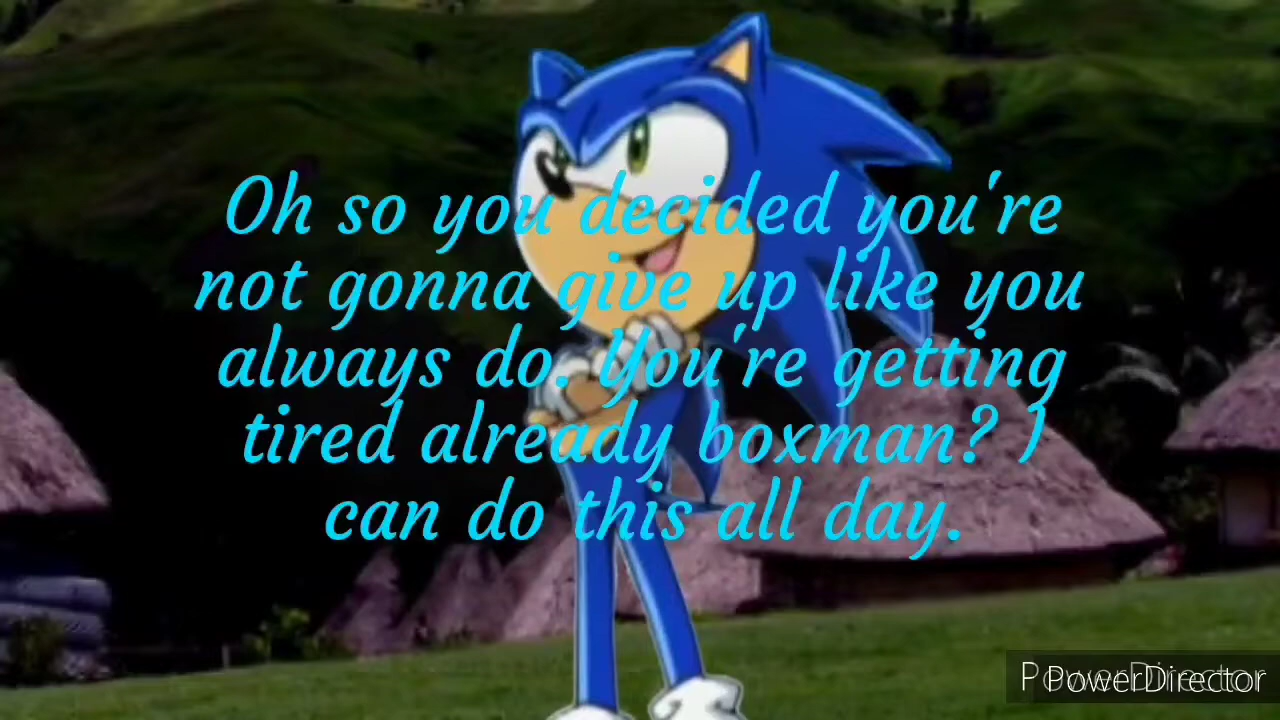 Oh so you decided you're
not gonna give up like you
always do. You're getting
tired already boxman? I
can do this all day.
PowerDirector
PowerDirector